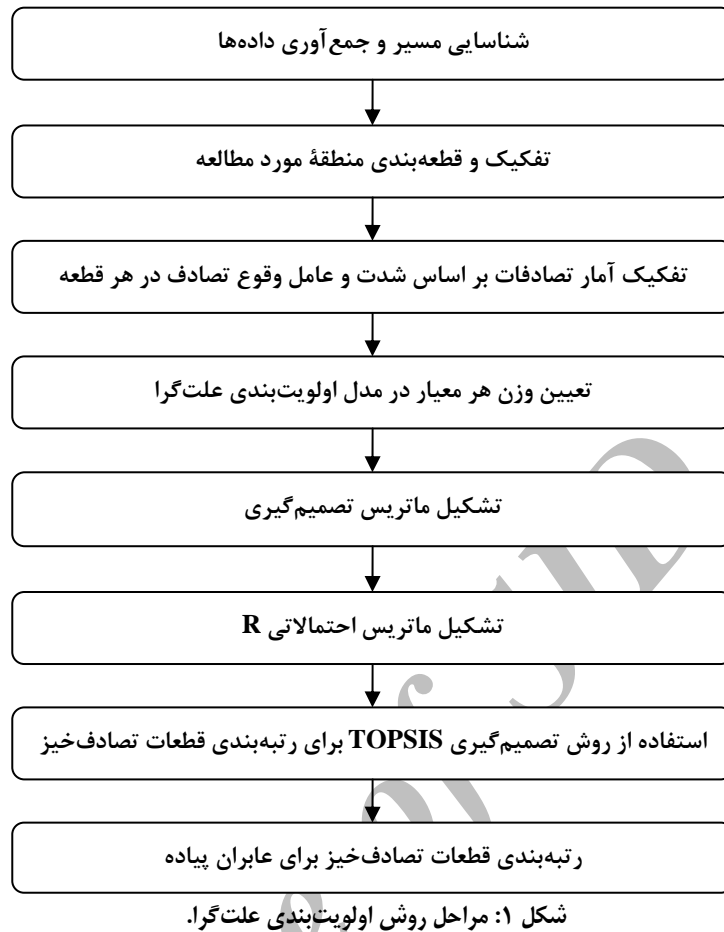 شناسایی مسیر و جمع‌آوری داده‌ها
تفکیک و قطعه‌بندی منطقهٔ مورد مطالعه
تفکیک آمار تصادفات بر اساس شدت و عامل وقوع تصادف در هر قطعه
تعیین وزن هر معیار در مدل اولویت‌بندی علت‌گرا
تشکیل ماتریس تصمیم‌گیری
تشکیل ماتریس احتمالاتی R
استفاده از روش تصمیم‌گیری TOPSIS برای رتبه‌بندی قطعات تصادف‌خیز
رتبه‌بندی قطعات تصادف‌خیز برای عابران پیاده
شکل ۱: مراحل روش اولویت‌بندی علت‌گرا.